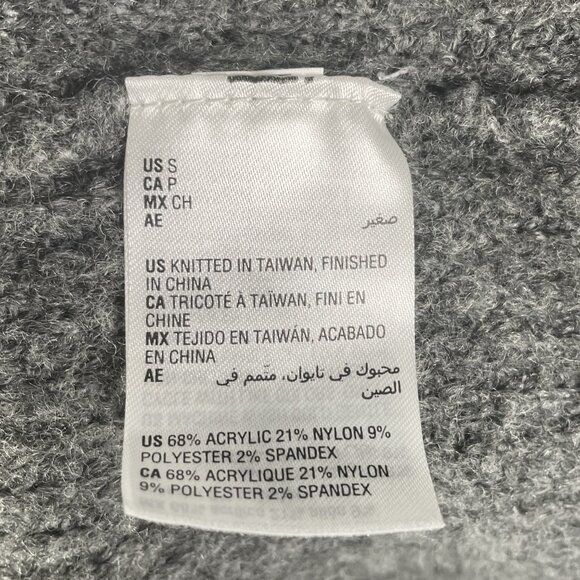 US S
CA P
MX CH
AE صغير
US KNITTED IN TAIWAN, FINISHED
IN CHINA
CA TRICOTÉ À TAÏWAN, FINI EN
CHINE
MX TEJIDO EN TAIWÁN, ACABADO
EN CHINA
AE محبوك في تايوان، متّمم في
الصين
US 68% ACRYLIC 21% NYLON 9%
POLYESTER 2% SPANDEX
CA 68% ACRYLIQUE 21% NYLON
9% POLYESTER 2% SPANDEX